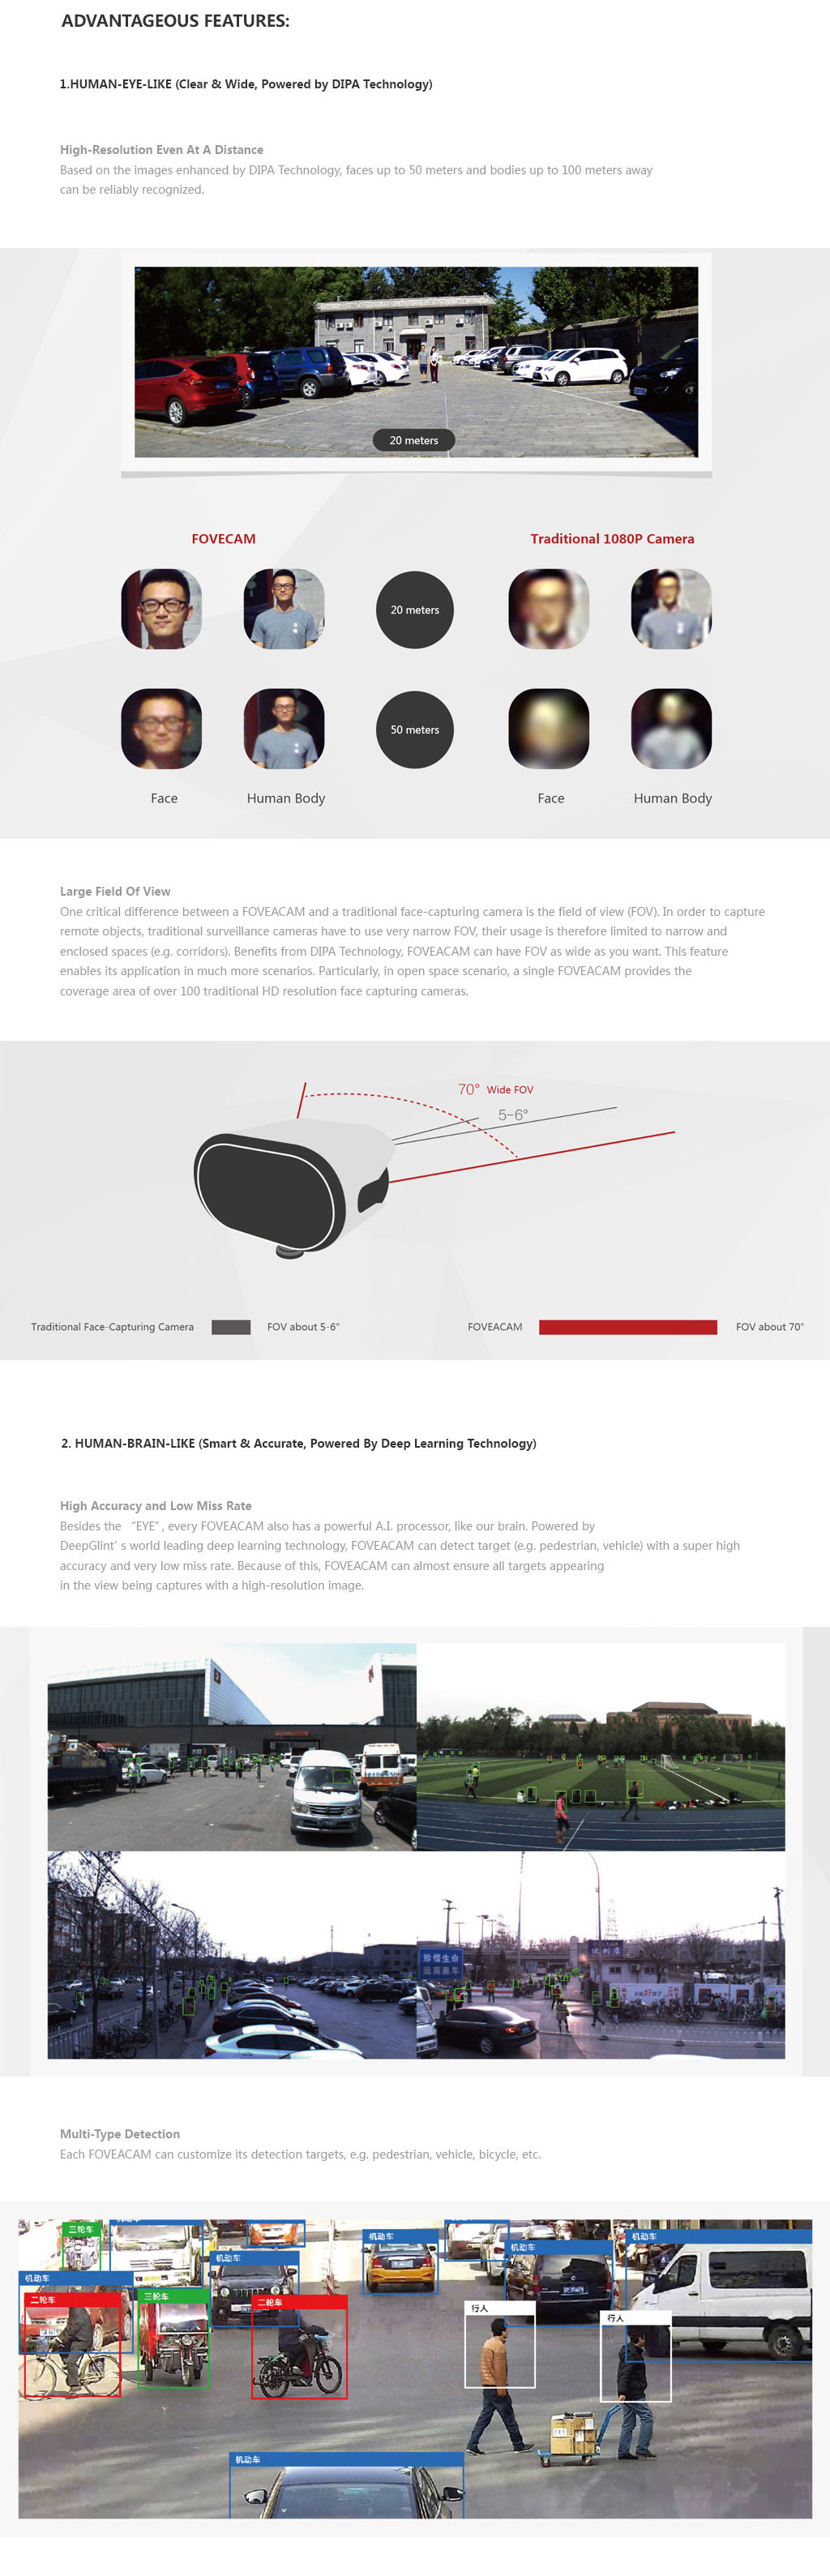 ADVANTAGEOUS FEATURES:
1.HUMAN-EYE-LIKE (Clear & Wide, Powered by DIPA Technology)
High-Resolution Even At A Distance
Based on the images enhanced by DIPA Technology, faces up to 50 meters and bodies up to 100 meters away
can be reliably recognized.
20 meters
FOVECAM
Traditional 1080P Camera
20 meters
50 meters
Face
Human Body
Face
Human Body
Large Field Of View
One critical difference between a FOVEACAM and a traditional face-capturing camera is the field of view (FOV). In order to capture
remote objects, traditional surveillance cameras have to use very narrow FOV, their usage is therefore limited to narrow and
enclosed spaces (e.g. corridors). Benefits from DIPA Technology, FOVEACAM can have FOV as wide as you want. This feature
enables its application in much more scenarios. Particularly, in open space scenario, a single FOVEACAM provides the
coverage area of over 100 traditional HD resolution face capturing cameras.
70° Wide FOV
5-6°
Traditional Face-Capturing Camera
FOV about 5-6°
FOVEACAM
FOV about 70°
2. HUMAN-BRAIN-LIKE (Smart & Accurate, Powered By Deep Learning Technology)
High Accuracy and Low Miss Rate
Besides the “EYE“ , every FOVEACAM also has a powerful A.I. processor, like our brain. Powered by
DeepGlint’ s world leading deep learning technology, FOVEACAM can detect target (e.g. pedestrian, vehicle) with a super high
accuracy and very low miss rate. Because of this, FOVEACAM can almost ensure all targets appearing
in the view being captures with a high-resolution image.
珍惜生命
Multi-Type Detection
Each FOVEACAM can customize its detection targets, e.g. pedestrian, vehicle, bicycle, etc.
三轮车
机动车
机动车
机动车
机动车
机动车
二轮车
三轮车
二轮车
行人
行人
机动车